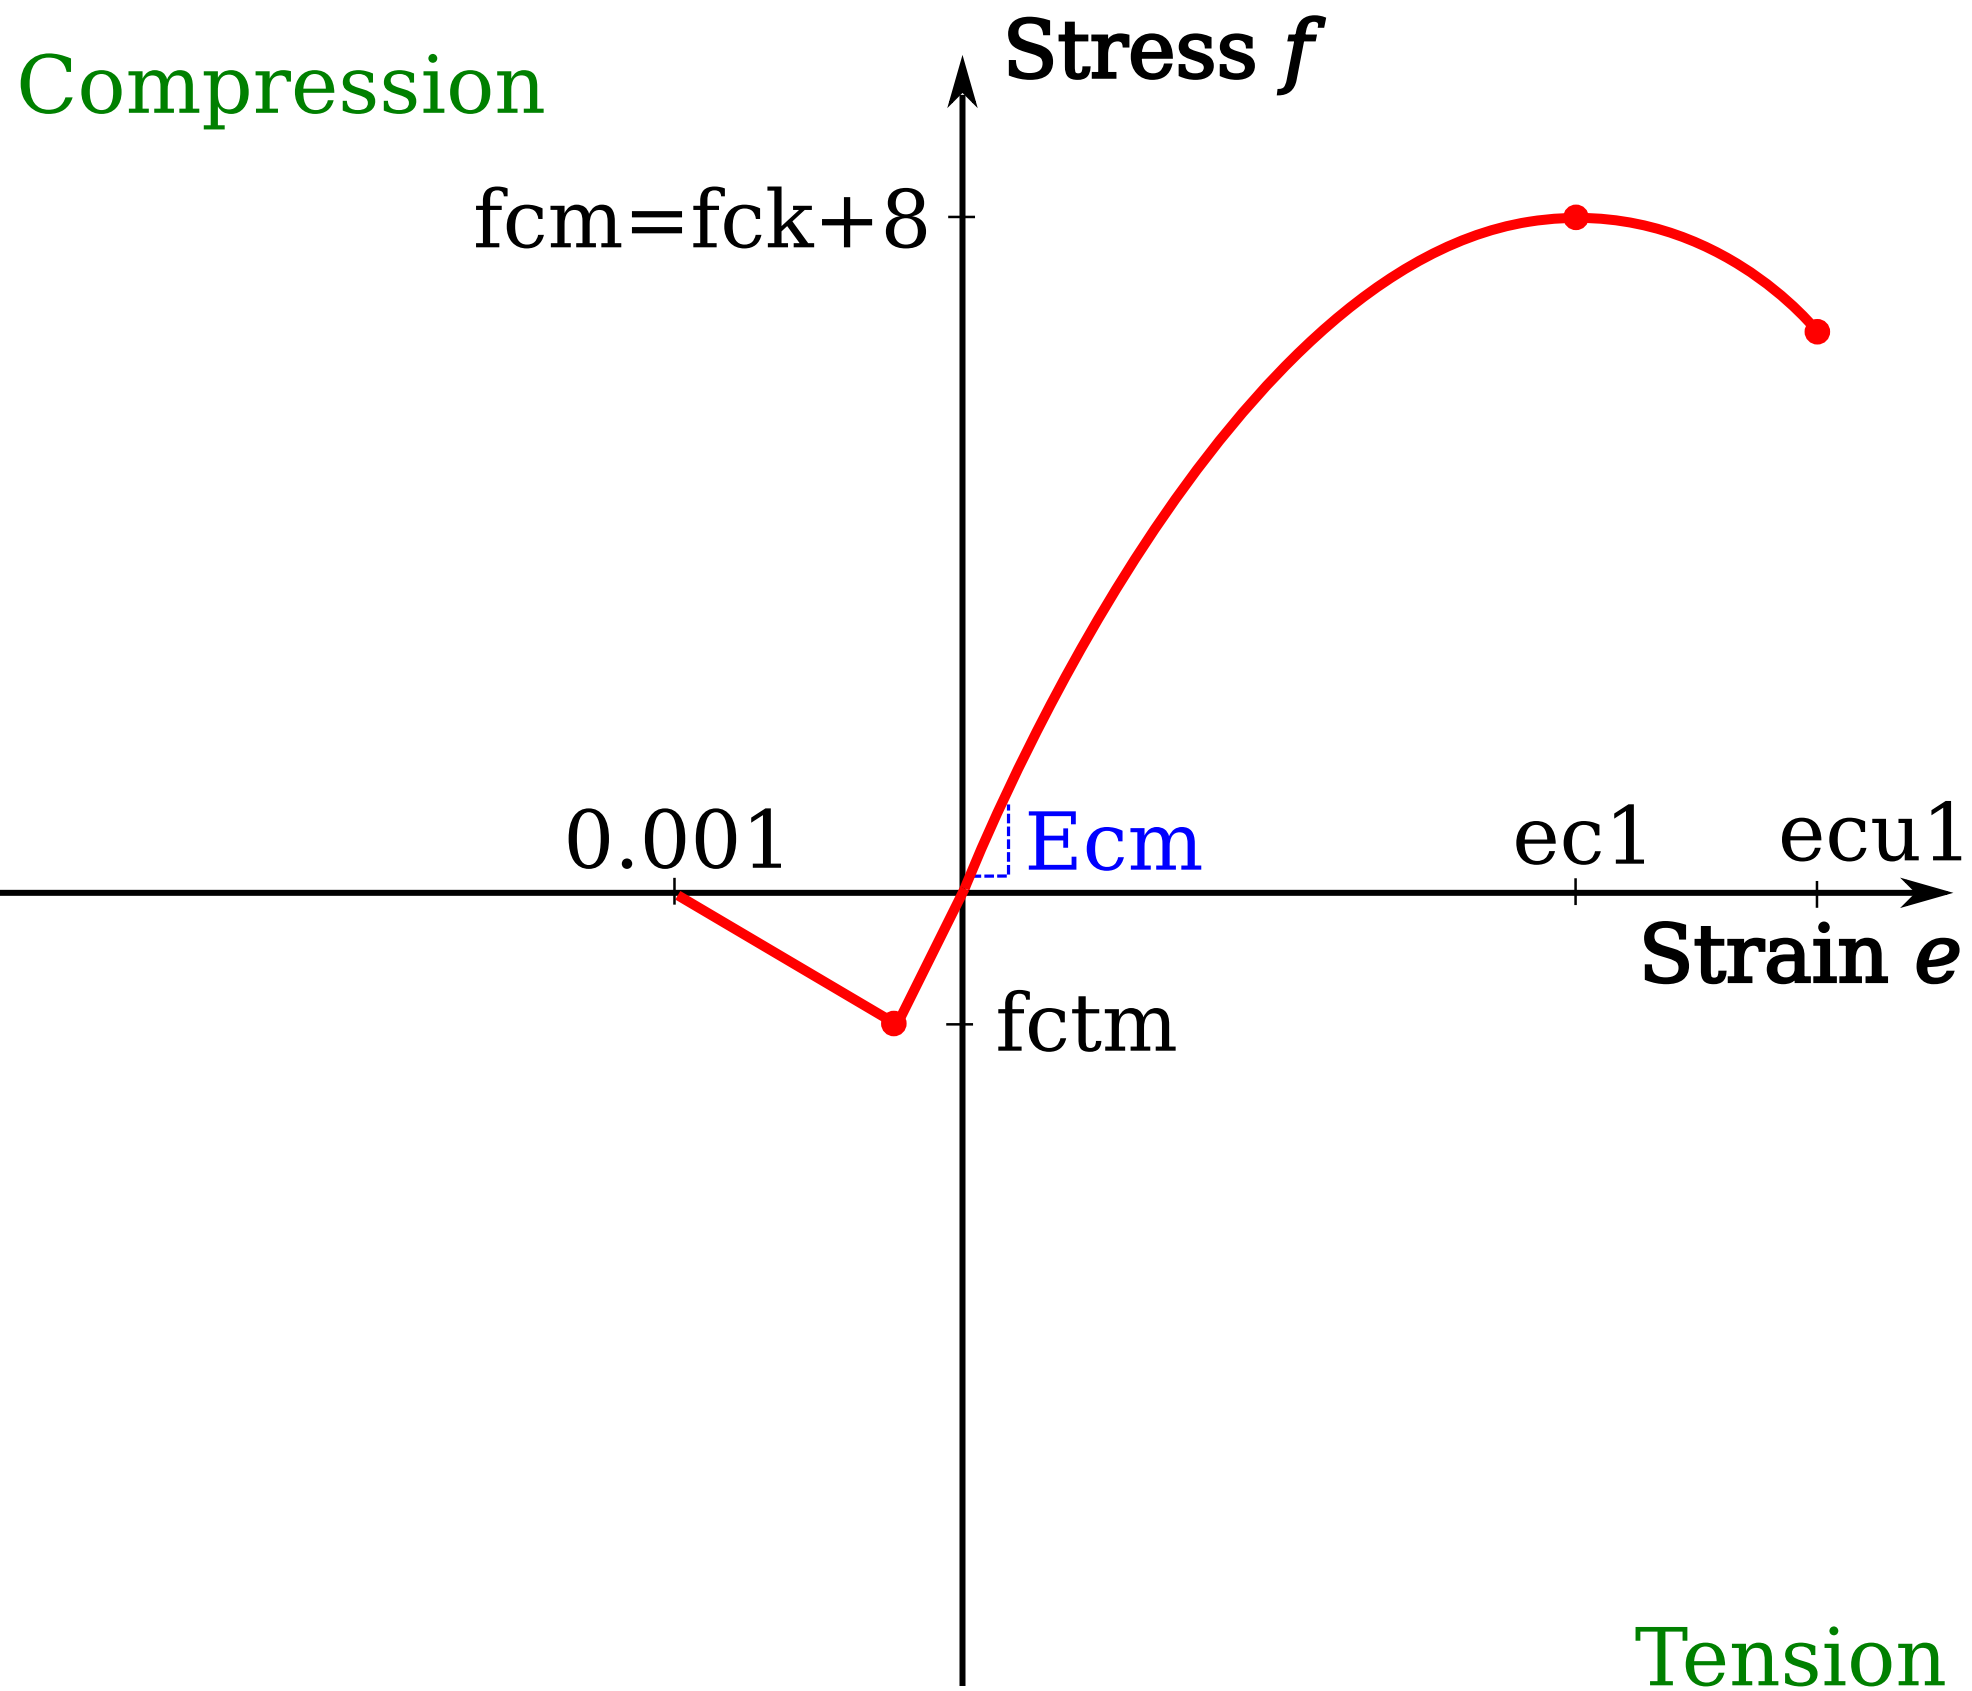 Stress f
Compression
fcm=fck+8
0.001
Ecm
ec1
ecu1
Strain e
fctm
Tension